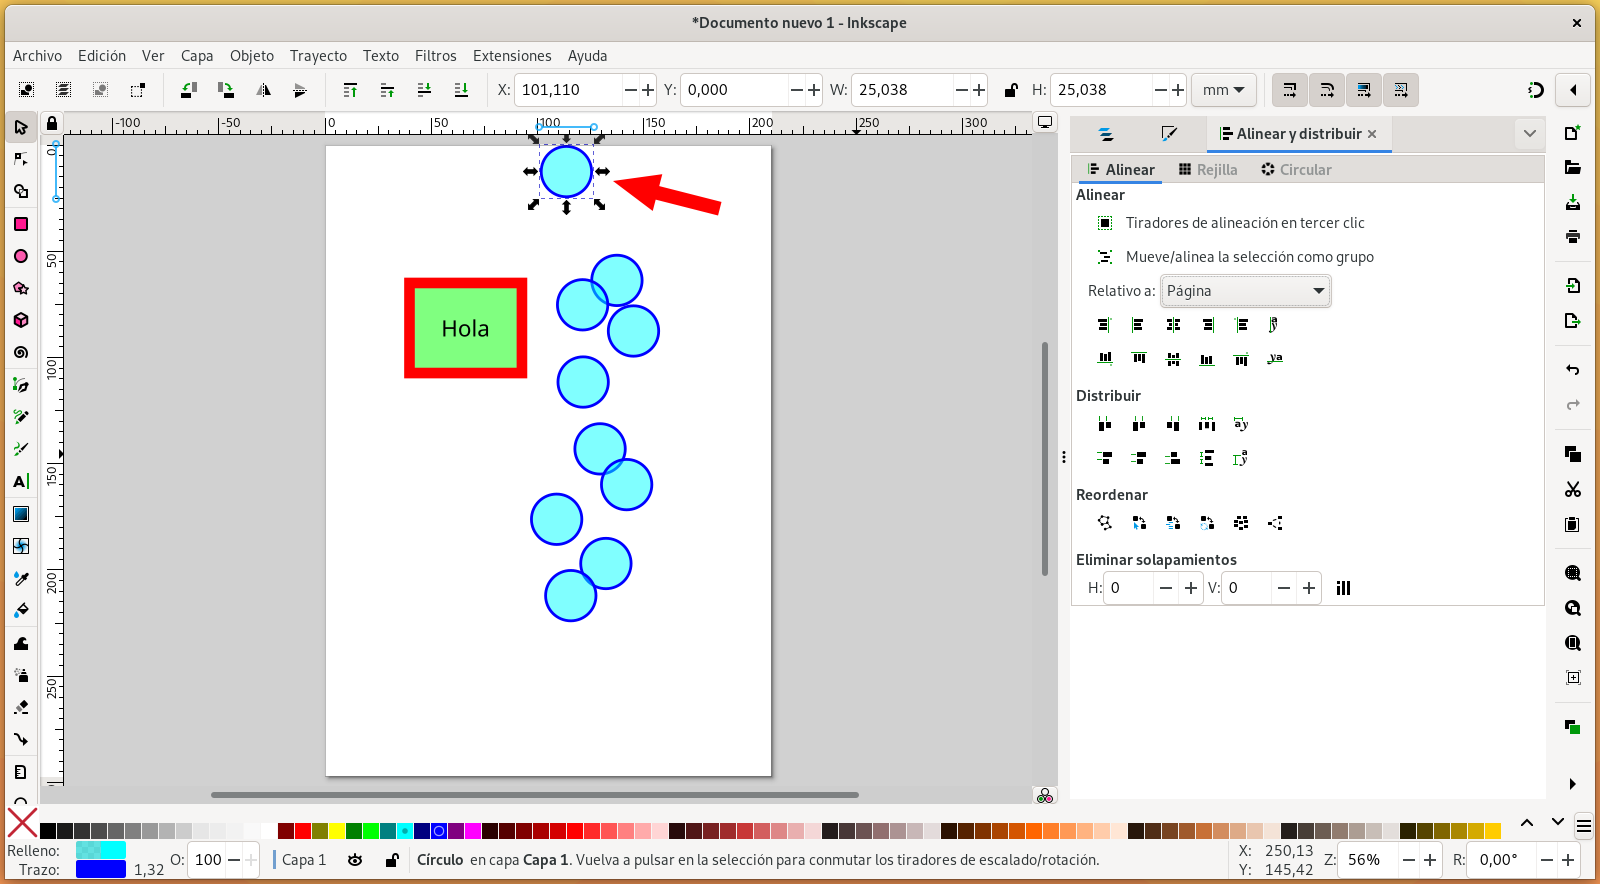 *Documento nuevo 1 - Inkscape
Archivo Edición Ver Capa Objeto Trayecto Texto Filtros Extensiones Ayuda
X: 101,110 Y: 0,000 W: 25,038 H: 25,038 mm
-100 -50 0 50 100 150 200 250 300
0
50
100
150
200
250
Hola
Alinear y distribuir
Alinear Rejilla Circular
Alinear
Tiradores de alineación en tercer clic
Mueve/alinea la selección como grupo
Relativo a: Página
Distribuir
Reordenar
Eliminar solapamientos
H: 0 V: 0
Relleno:
Trazo: 1,32
O: 100
Capa 1
Círculo en capa Capa 1. Vuelva a pulsar en la selección para conmutar los tiradores de escalado/rotación.
X: 250,13
Y: 145,42
Z: 56%
R: 0,00°